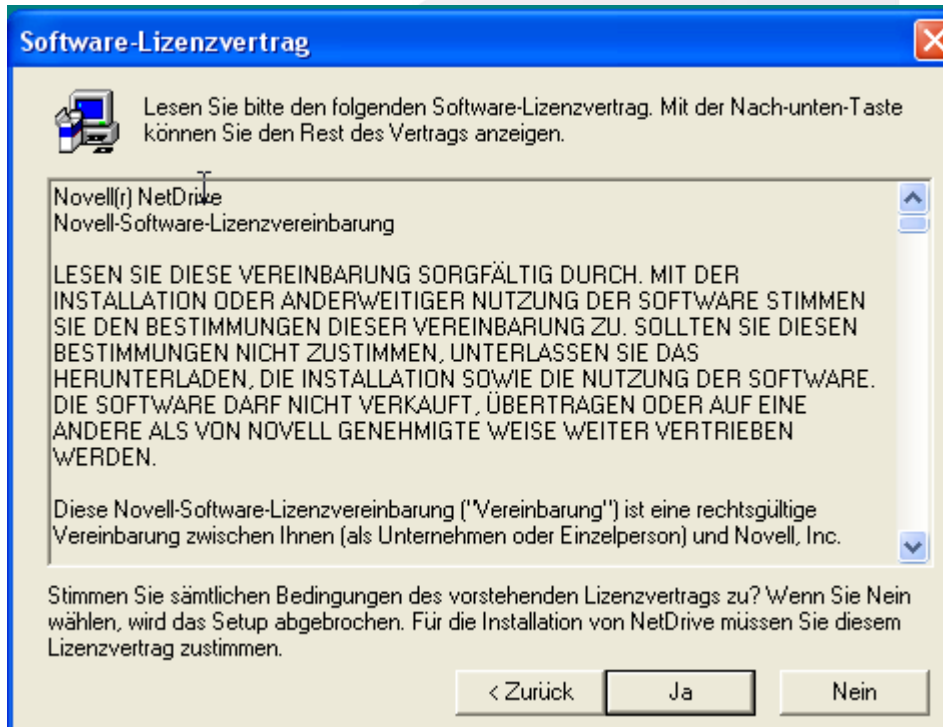 Software-Lizenzvertrag
Lesen Sie bitte den folgenden Software-Lizenzvertrag. Mit der Nach-unten-Taste
können Sie den Rest des Vertrags anzeigen.
Novell(r) NetDrive
Novell-Software-Lizenzvereinbarung
LESEN SIE DIESE VEREINBARUNG SORGFÄLTIG DURCH. MIT DER
INSTALLATION ODER ANDERWEITIGER NUTZUNG DER SOFTWARE STIMMEN
SIE DEN BESTIMMUNGEN DIESER VEREINBARUNG ZU. SOLLTEN SIE DIESEN
BESTIMMUNGEN NICHT ZUSTIMMEN, UNTERLASSEN SIE DAS
HERUNTERLADEN, DIE INSTALLATION SOWIE DIE NUTZUNG DER SOFTWARE.
DIE SOFTWARE DARF NICHT VERKAUFT, ÜBERTRAGEN ODER AUF EINE
ANDERE ALS VON NOVELL GENEHMIGTE WEISE WEITER VERTRIEBEN
WERDEN.
Diese Novell-Software-Lizenzvereinbarung ("Vereinbarung") ist eine rechtsgültige
Vereinbarung zwischen Ihnen (als Unternehmen oder Einzelperson) und Novell, Inc.
Stimmen Sie sämtlichen Bedingungen des vorstehenden Lizenzvertrags zu? Wenn Sie Nein
wählen, wird das Setup abgebrochen. Für die Installation von NetDrive müssen Sie diesem
Lizenzvertrag zustimmen.
< Zurück Ja Nein